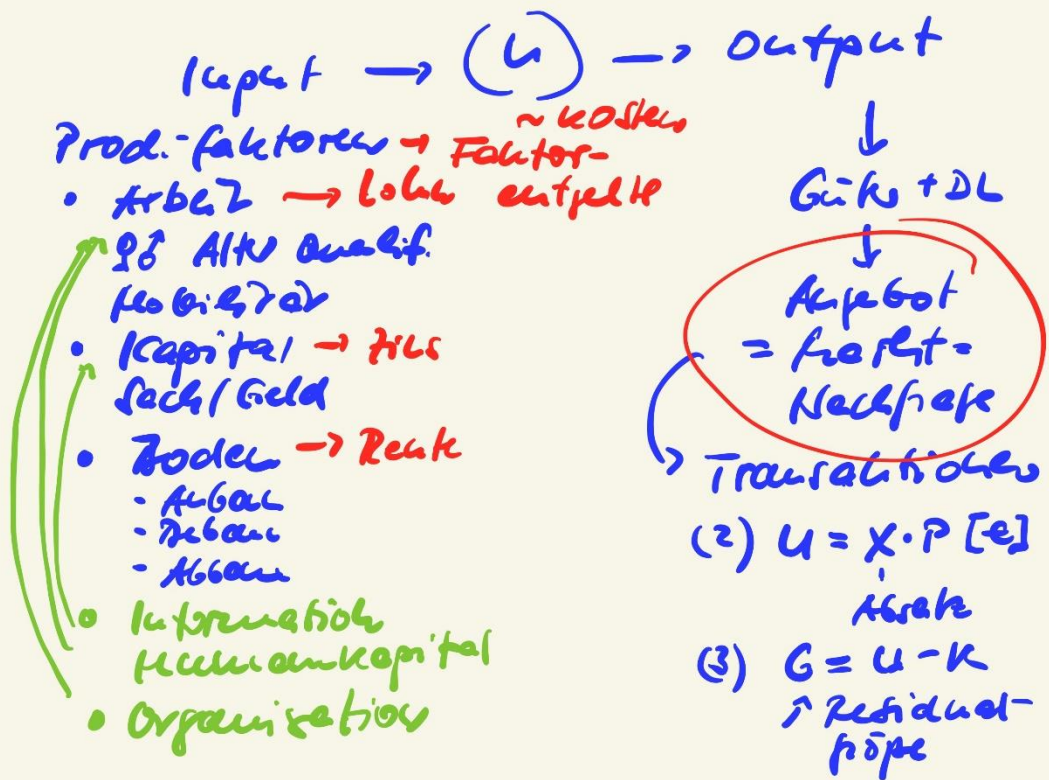 Input → (U) → Output
~ Kosten
Prod.-faktoren → Faktor-
entgelte
• Arbeit → Lohn
♀♂ Alter Qualif.
Mobilität
• Kapital → Zins
Sach/Geld
• Boden → Rente
- Anbau
- Bebau
- Abbau
• Information
Humankapital
• Organisation
↓
Güter + DL
↓
Angebot
= Markt =
Nachfrage
→ Transaktionen
(2) U = x · P [€]
Absatz
(3) G = U - K
↑ Residual-
größe